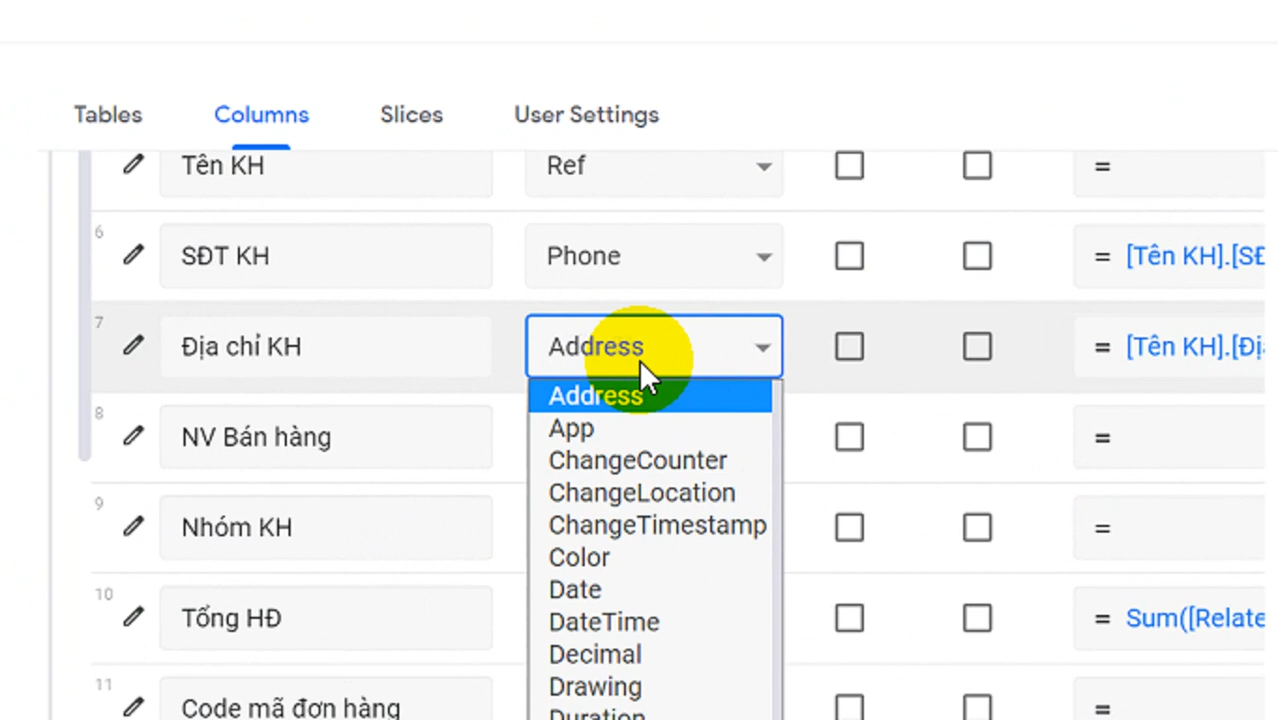 Tables Columns Slices User Settings
Tên KH Ref =
6 SĐT KH Phone = [Tên KH].[SĐ
7 Địa chỉ KH Address = [Tên KH].[Địa
Address
App
8 NV Bán hàng =
ChangeCounter
ChangeLocation
9 Nhóm KH ChangeTimestamp =
Color
Date
10 Tổng HĐ DateTime = Sum([Relate
Decimal
Drawing
11 Code mã đơn hàng Duration =